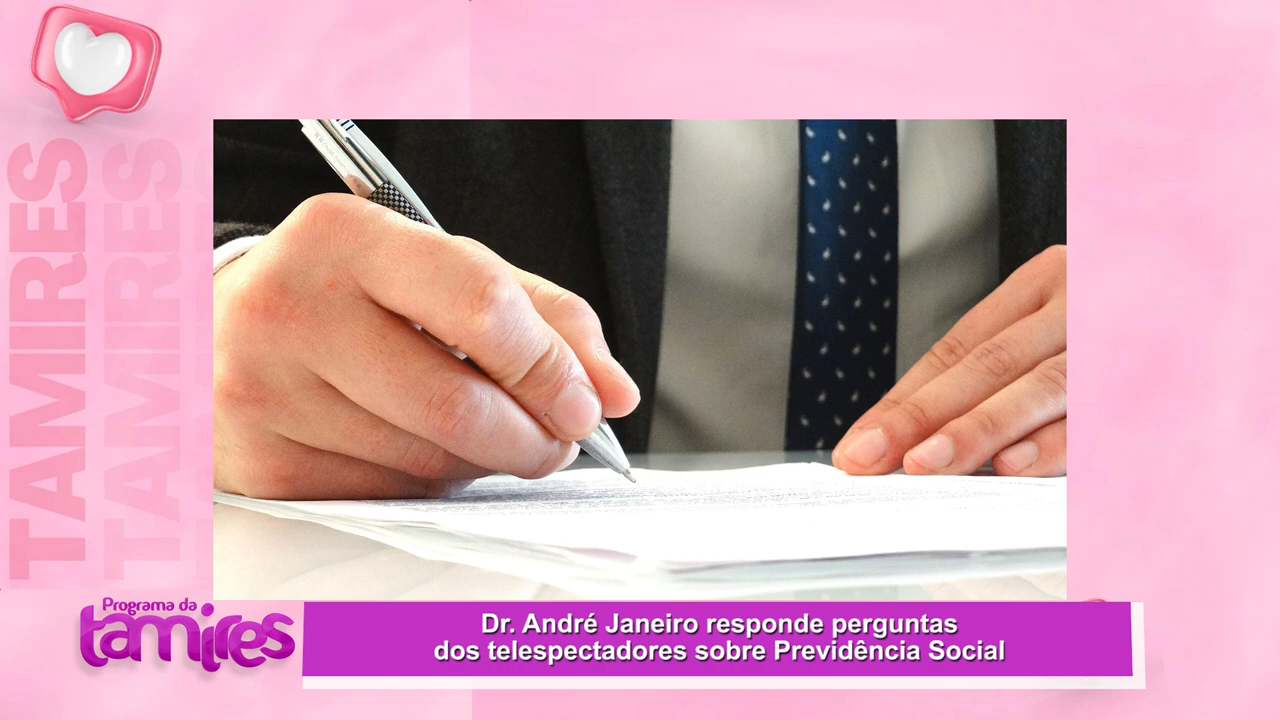 TAMIRES
TAMIRES
Programa da
tamires
Dr. André Janeiro responde perguntas
dos telespectadores sobre Previdência Social